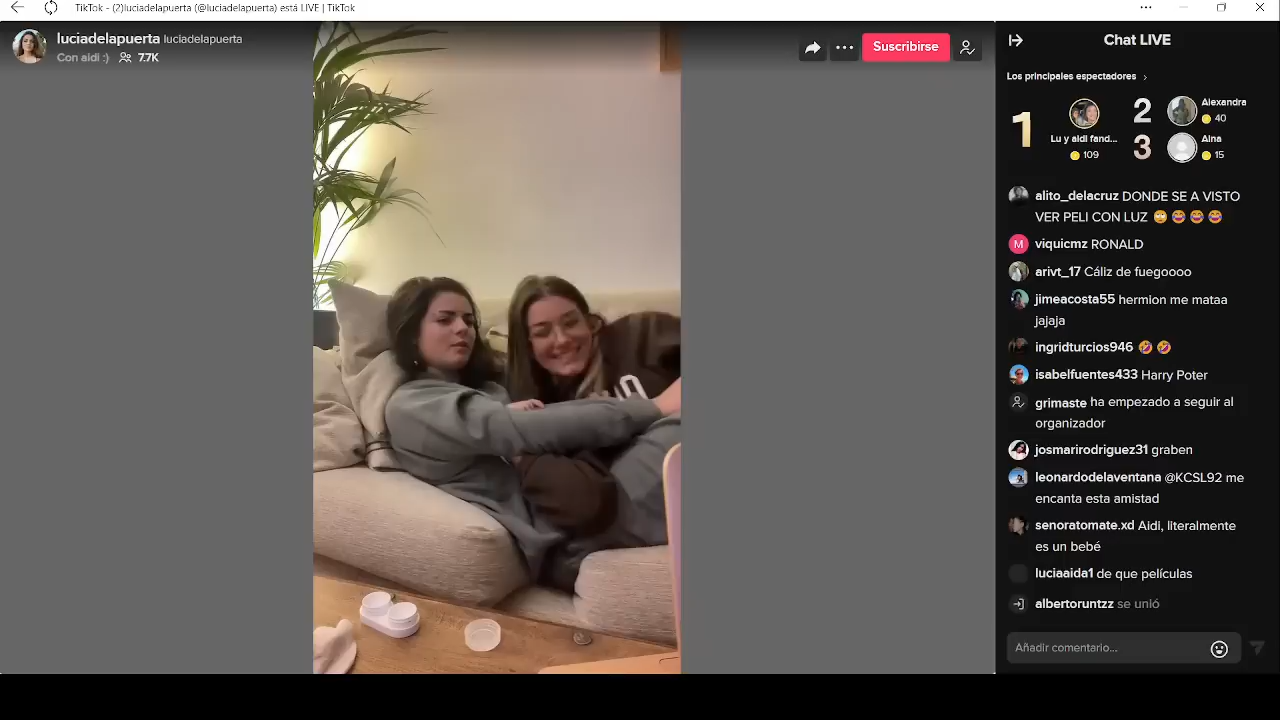 TikTok - (2)luciadelapuerta (@luciadelapuerta) está LIVE | TikTok
luciadelapuerta luciadelapuerta
Con aidi :) 7.7K
Suscribirse
Chat LIVE
Los principales espectadores
1
Lu y aidi fand...
109
2
Alexandra
40
3
Aina
15
alito_delacruz DONDE SE A VISTO
VER PELI CON LUZ 🙄 😂 😂 😂
M
viquicmz RONALD
arivt_17 Cáliz de fuegoooo
jimeacosta55 hermion me mataa
jajaja
ingridturcios946 🤣 🤣
isabelfuentes433 Harry Poter
grimaste ha empezado a seguir al
organizador
josmarirodriguez31 graben
leonardodelaventana @KCSL92 me
encanta esta amistad
senoratomate.xd Aidi, literalmente
es un bebé
luciaaida1 de que películas
albertoruntzz se unió
Añadir comentario...